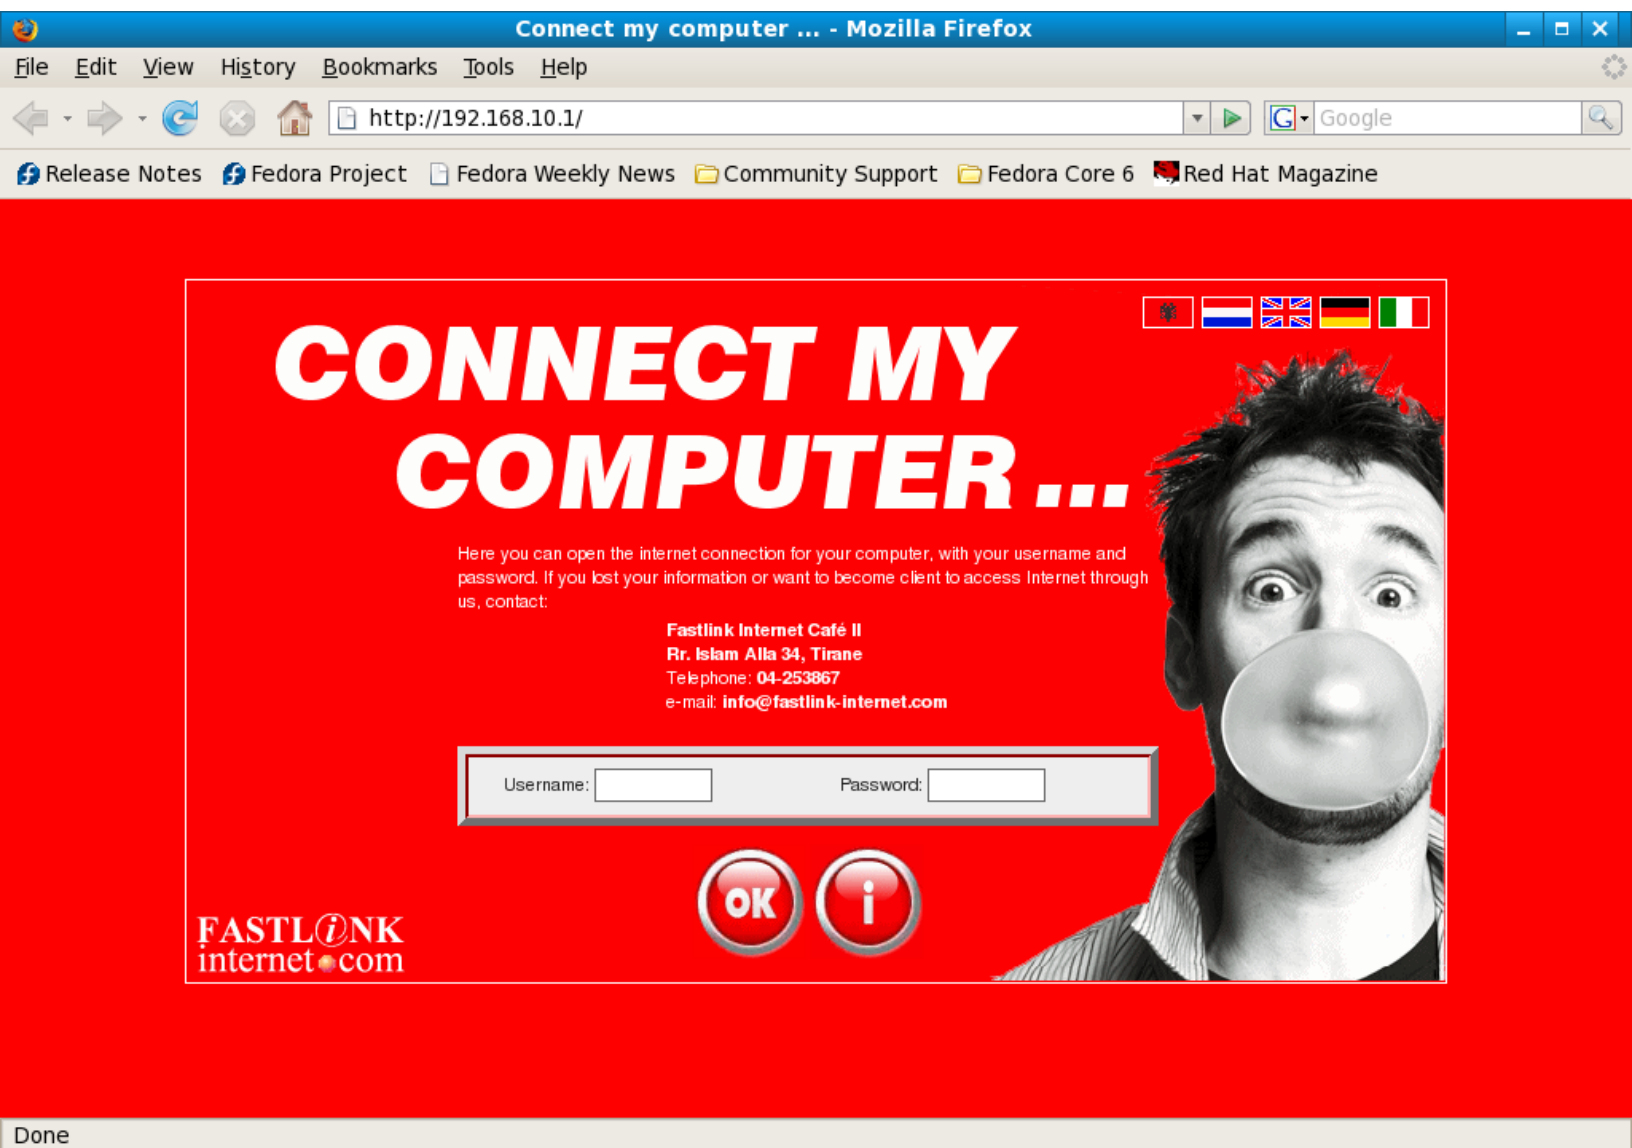 Connect my computer ... - Mozilla Firefox
File Edit View History Bookmarks Tools Help
http://192.168.10.1/ G Google
Release Notes Fedora Project Fedora Weekly News Community Support Fedora Core 6 Red Hat Magazine
CONNECT MY
COMPUTER ...
Here you can open the internet connection for your computer, with your username and
password. If you lost your information or want to become client to access Internet through
us, contact:
Fastlink Internet Café II
Rr. Islam Alla 34, Tirane
Telephone: 04-253867
e-mail: info@fastlink-internet.com
Username: Password:
OK i
FASTLiNK
internet.com
Done